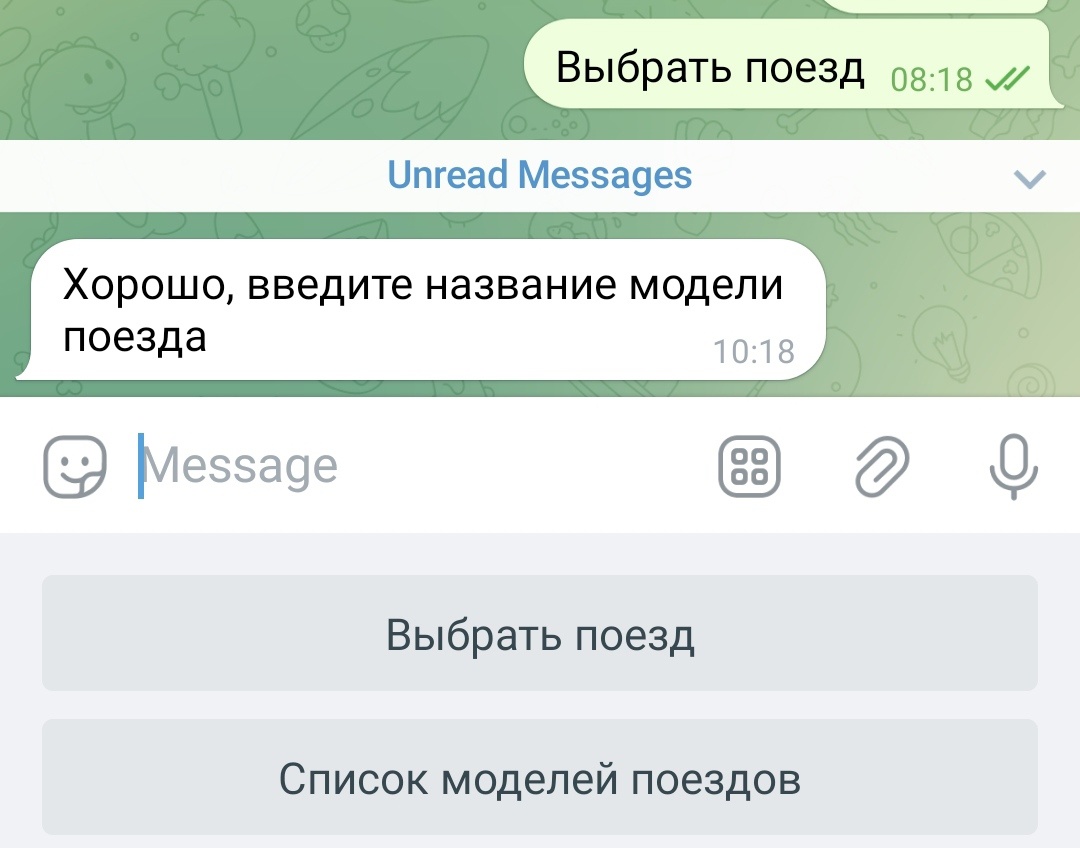 Выбрать поезд 08:18
Unread Messages
Хорошо, введите название модели
поезда 10:18
Message
Выбрать поезд
Список моделей поездов